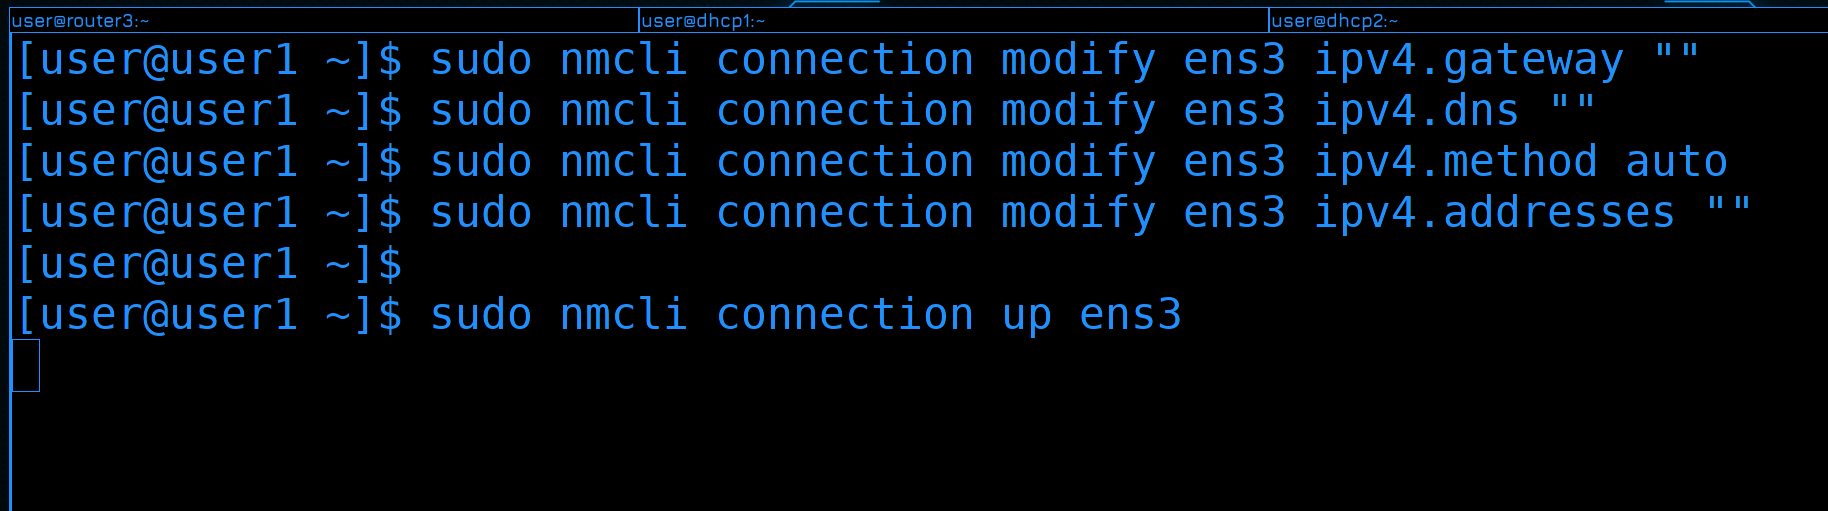 user@router3:~ user@dhcp1:~ user@dhcp2:~
[user@user1 ~]$ sudo nmcli connection modify ens3 ipv4.gateway ""
[user@user1 ~]$ sudo nmcli connection modify ens3 ipv4.dns ""
[user@user1 ~]$ sudo nmcli connection modify ens3 ipv4.method auto
[user@user1 ~]$ sudo nmcli connection modify ens3 ipv4.addresses ""
[user@user1 ~]$
[user@user1 ~]$ sudo nmcli connection up ens3